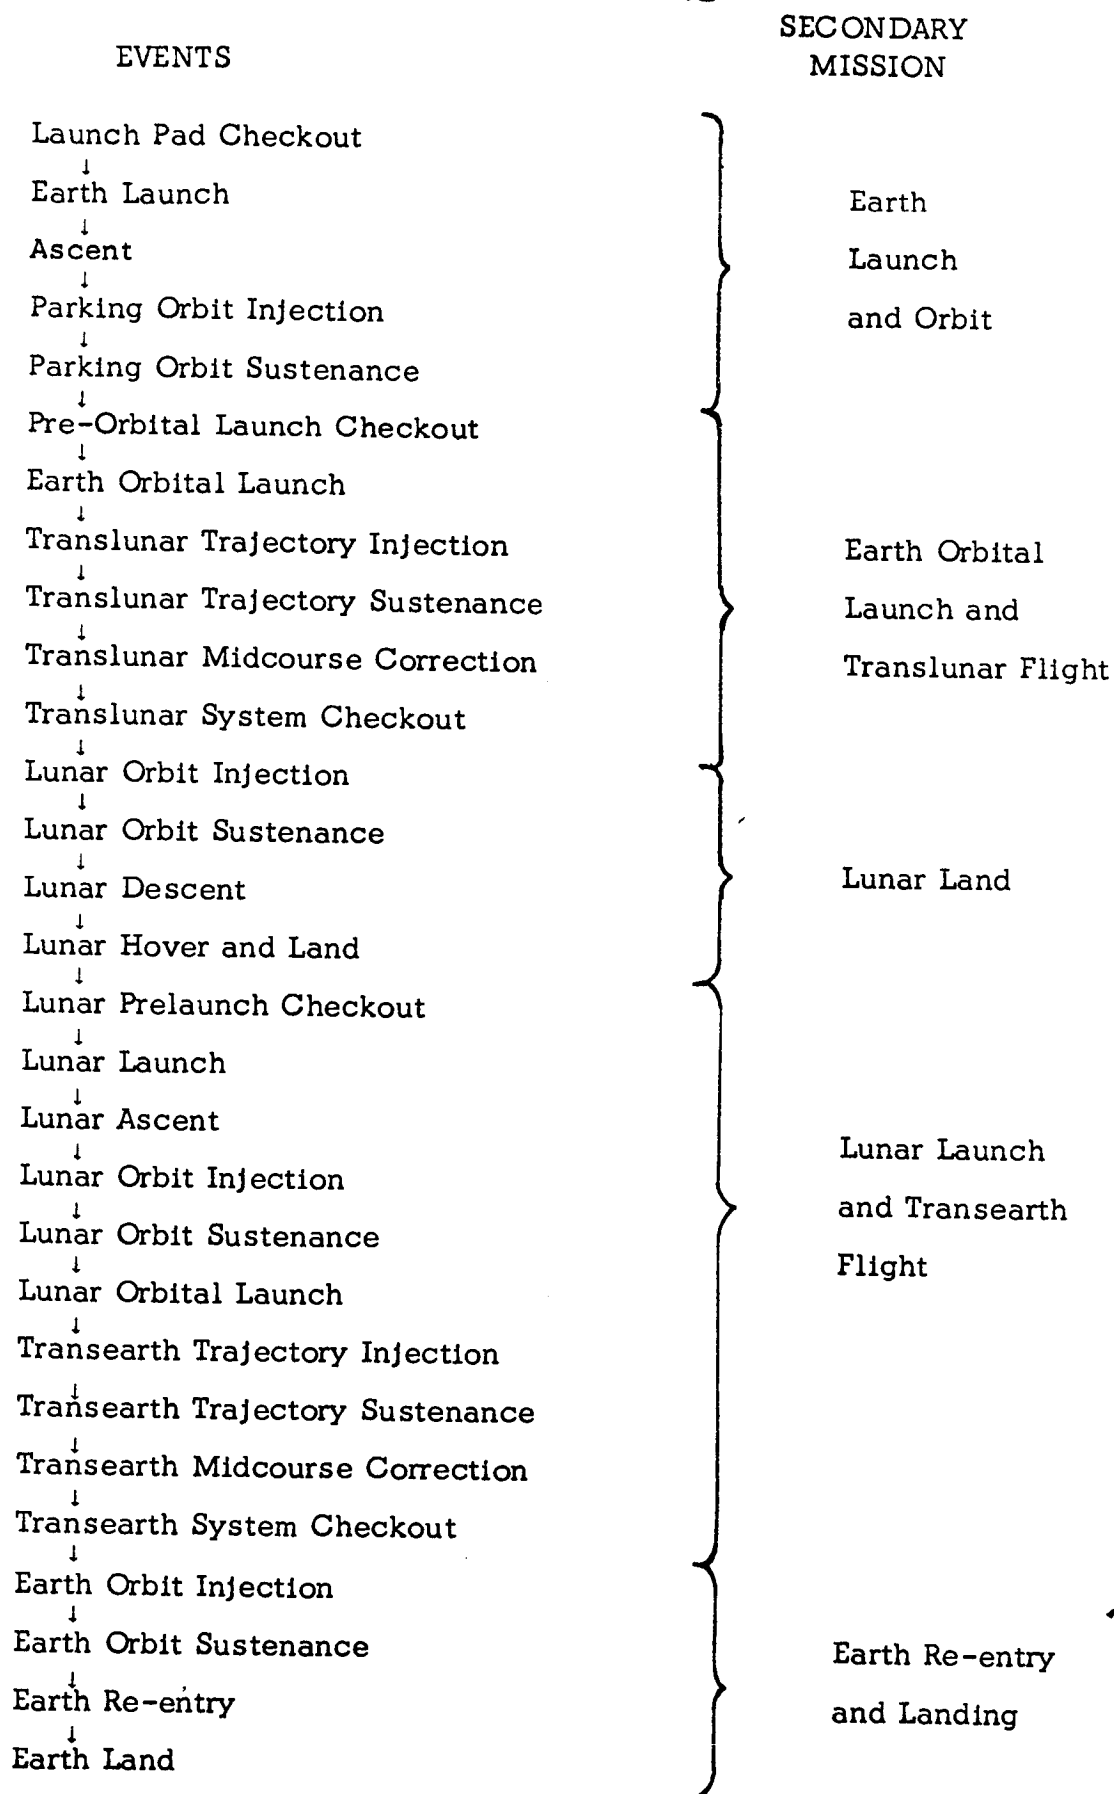 EVENTS
SECONDARY
MISSION
Launch Pad Checkout
↓
Earth Launch
↓
Ascent
↓
Parking Orbit Injection
↓
Parking Orbit Sustenance
↓
Pre-Orbital Launch Checkout
↓
Earth Orbital Launch
↓
Translunar Trajectory Injection
↓
Translunar Trajectory Sustenance
↓
Translunar Midcourse Correction
↓
Translunar System Checkout
↓
Lunar Orbit Injection
↓
Lunar Orbit Sustenance
↓
Lunar Descent
↓
Lunar Hover and Land
↓
Lunar Prelaunch Checkout
↓
Lunar Launch
↓
Lunar Ascent
↓
Lunar Orbit Injection
↓
Lunar Orbit Sustenance
↓
Lunar Orbital Launch
↓
Transearth Trajectory Injection
↓
Transearth Trajectory Sustenance
↓
Transearth Midcourse Correction
↓
Transearth System Checkout
↓
Earth Orbit Injection
↓
Earth Orbit Sustenance
↓
Earth Re-entry
↓
Earth Land
Earth
Launch
and Orbit
Earth Orbital
Launch and
Translunar Flight
Lunar Land
Lunar Launch
and Transearth
Flight
Earth Re-entry
and Landing